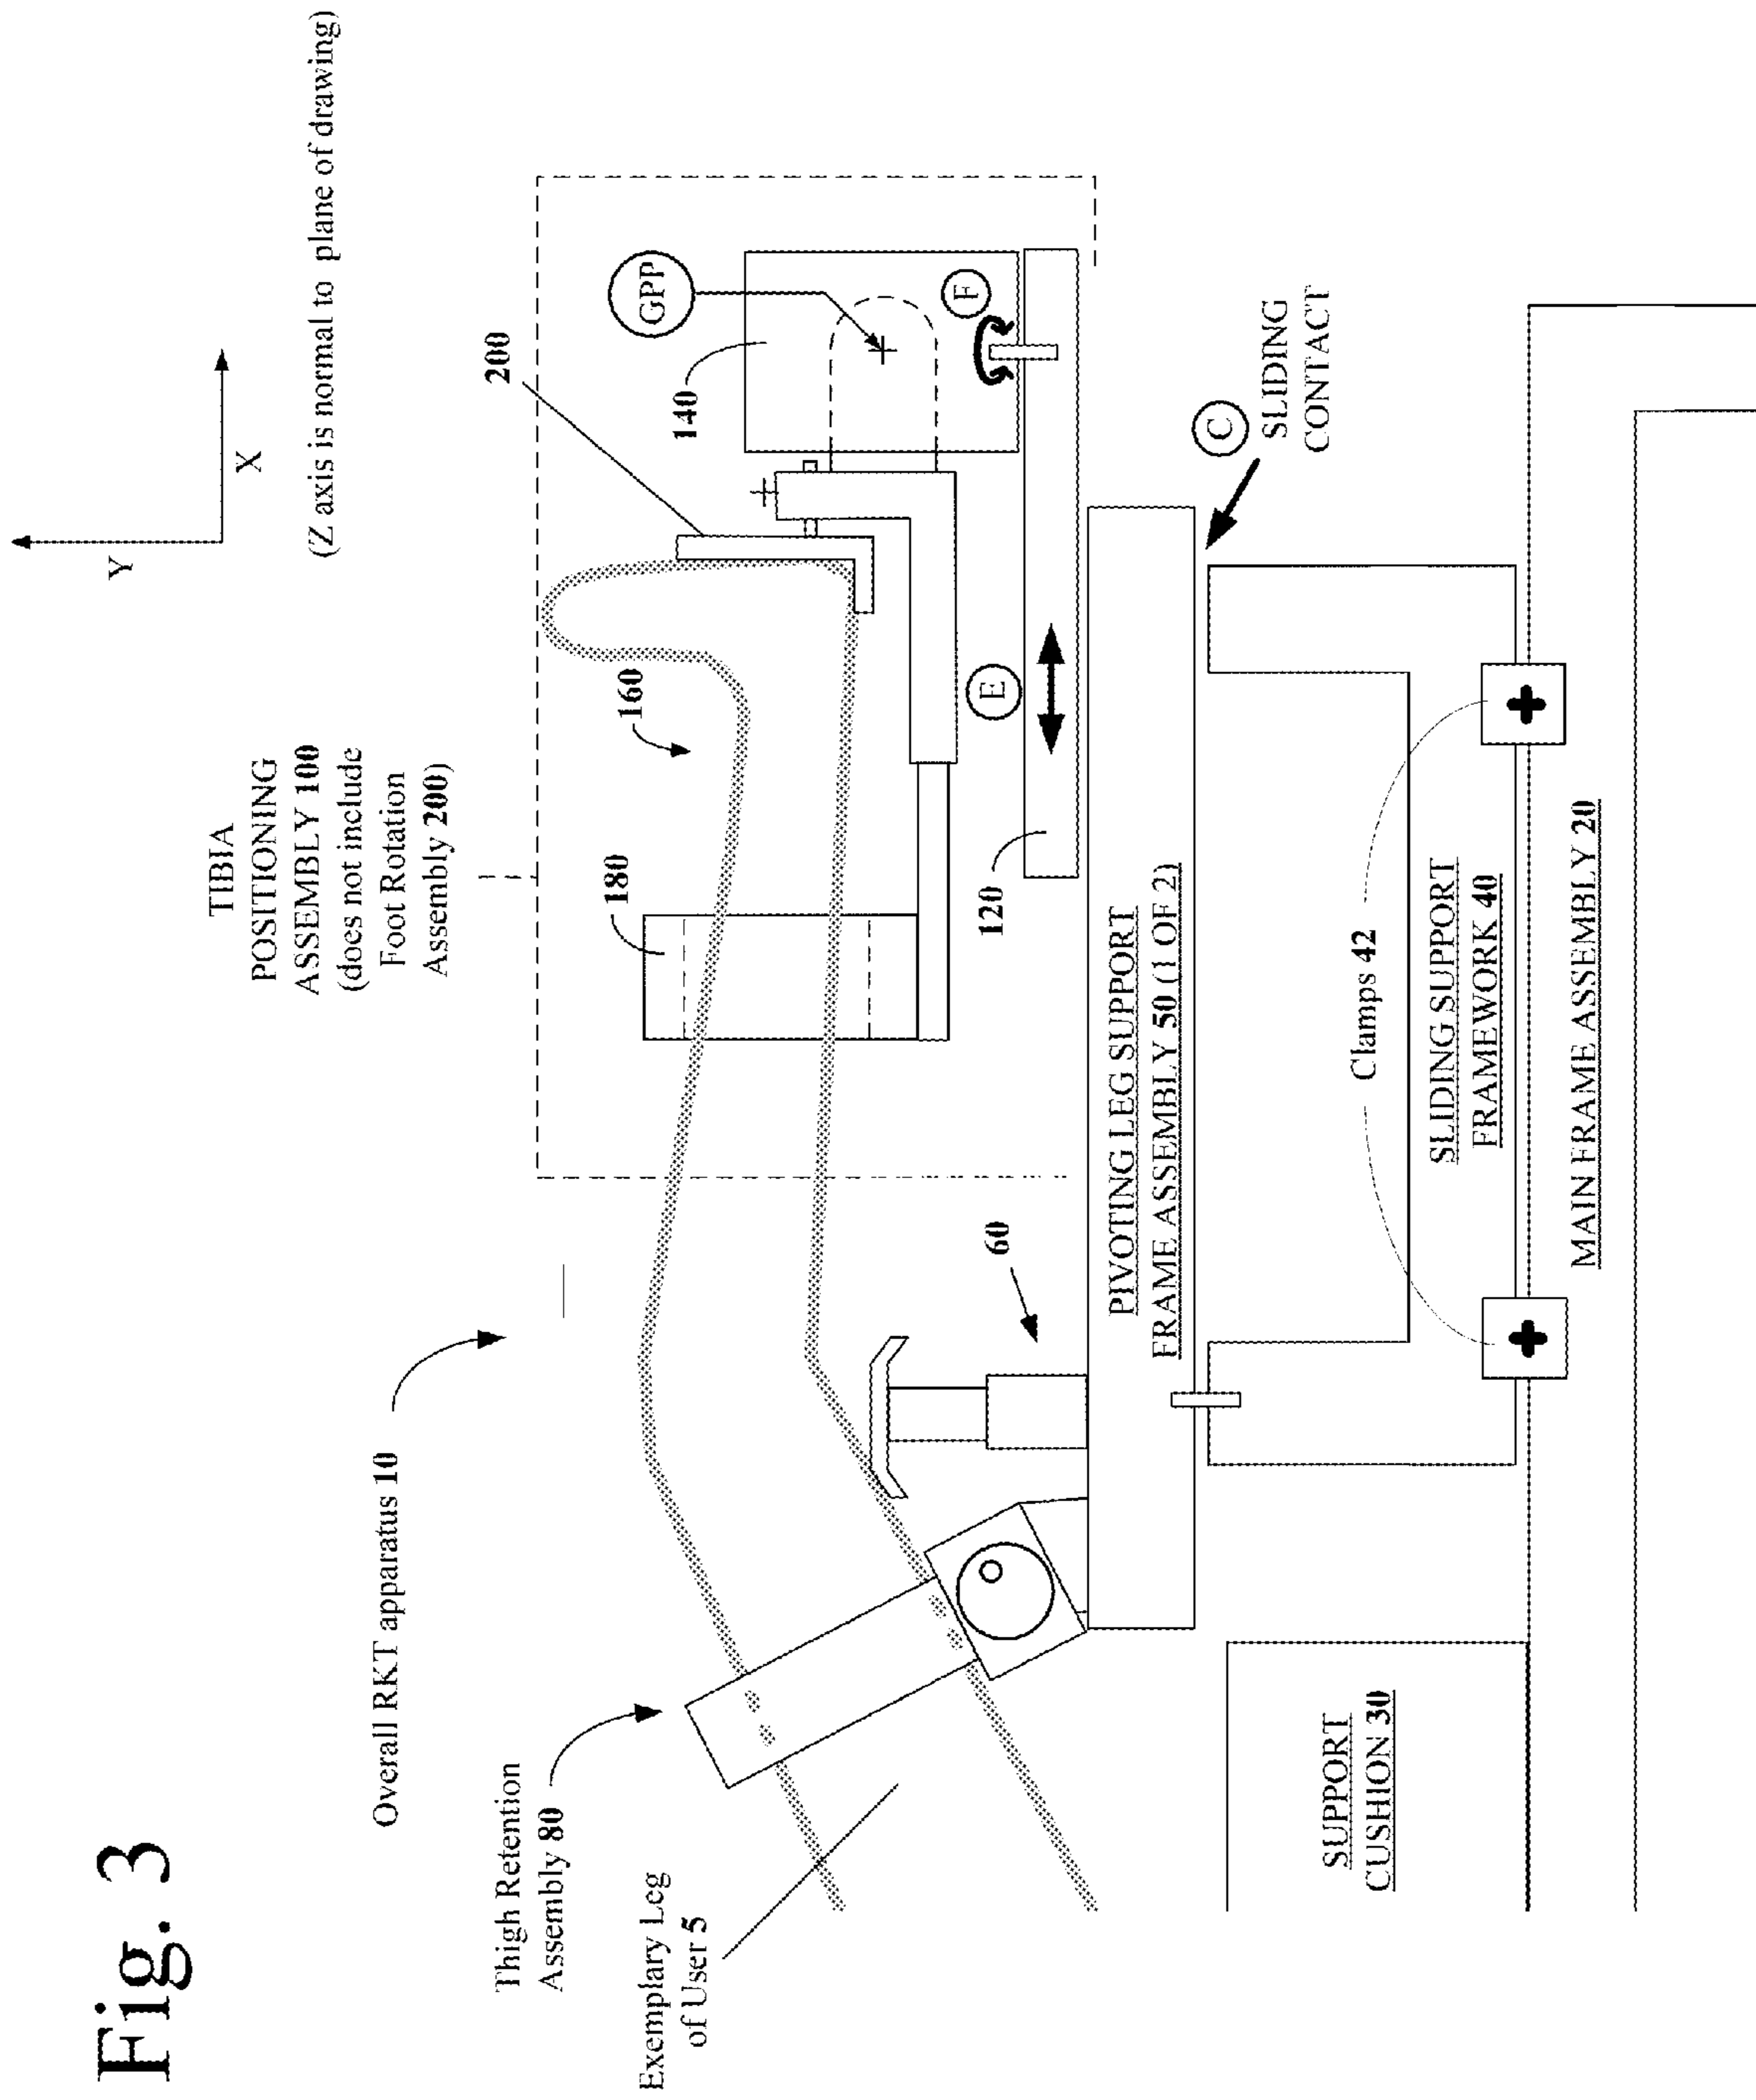 Fig. 3
Y
X
(Z axis is normal to plane of drawing)
TIBIA
POSITIONING
ASSEMBLY 100
(does not include
Foot Rotation
Assembly 200)
Overall RKT apparatus 10
Thigh Retention
Assembly 80
Exemplary Leg
of User 5
200
GPP
140
160
180
F
E
120
60
C
SLIDING
CONTACT
PIVOTING LEG SUPPORT
FRAME ASSEMBLY 50 (1 OF 2)
Clamps 42
SLIDING SUPPORT
FRAMEWORK 40
SUPPORT
CUSHION 30
MAIN FRAME ASSEMBLY 20